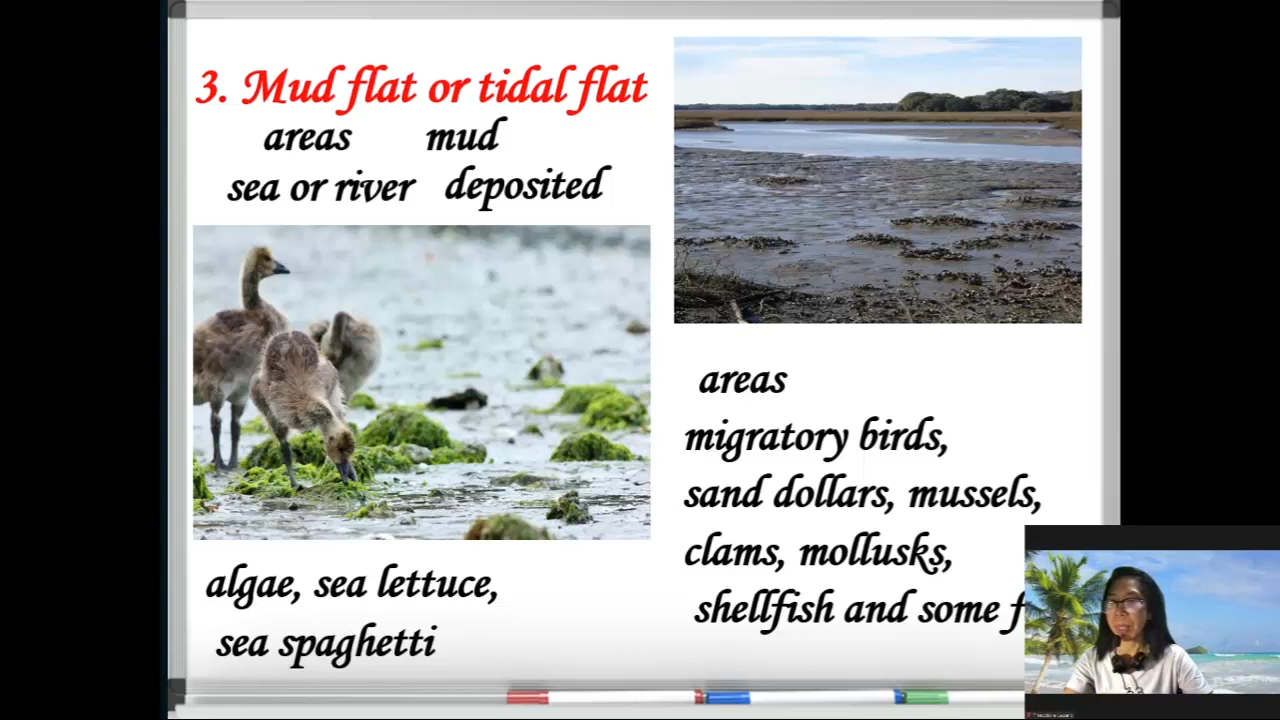 3. Mud flat or tidal flat
areas mud
sea or river deposited
algae, sea lettuce,
sea spaghetti
areas
migratory birds,
sand dollars, mussels,
clams, mollusks,
shellfish and some f